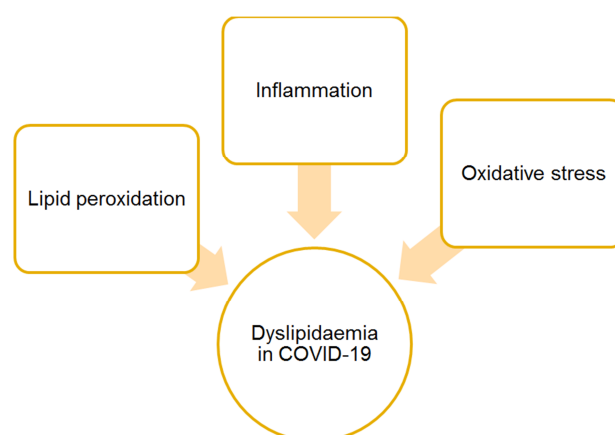 Inflammation
Lipid peroxidation
Oxidative stress
Dyslipidaemia
in COVID-19